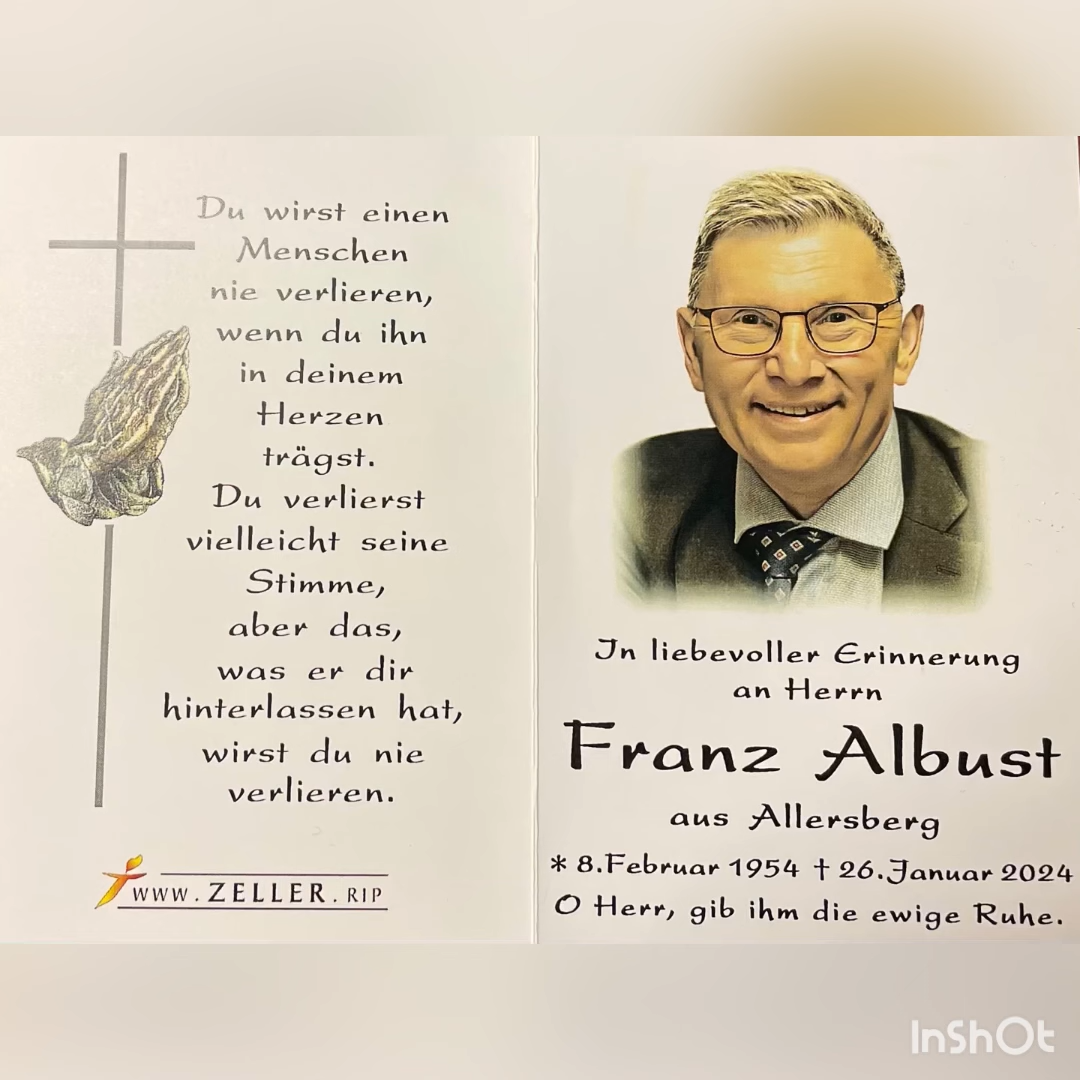 Du wirst einen
Menschen
nie verlieren,
wenn du ihn
in deinem
Herzen
trägst.
Du verlierst
vielleicht seine
Stimme,
aber das,
was er dir
hinterlassen hat,
wirst du nie
verlieren.
WWW.ZELLER.RIP
In liebevoller Erinnerung
an Herrn
Franz Albust
aus Allersberg
* 8.Februar 1954 † 26.Januar 2024
O Herr, gib ihm die ewige Ruhe.
InShOt